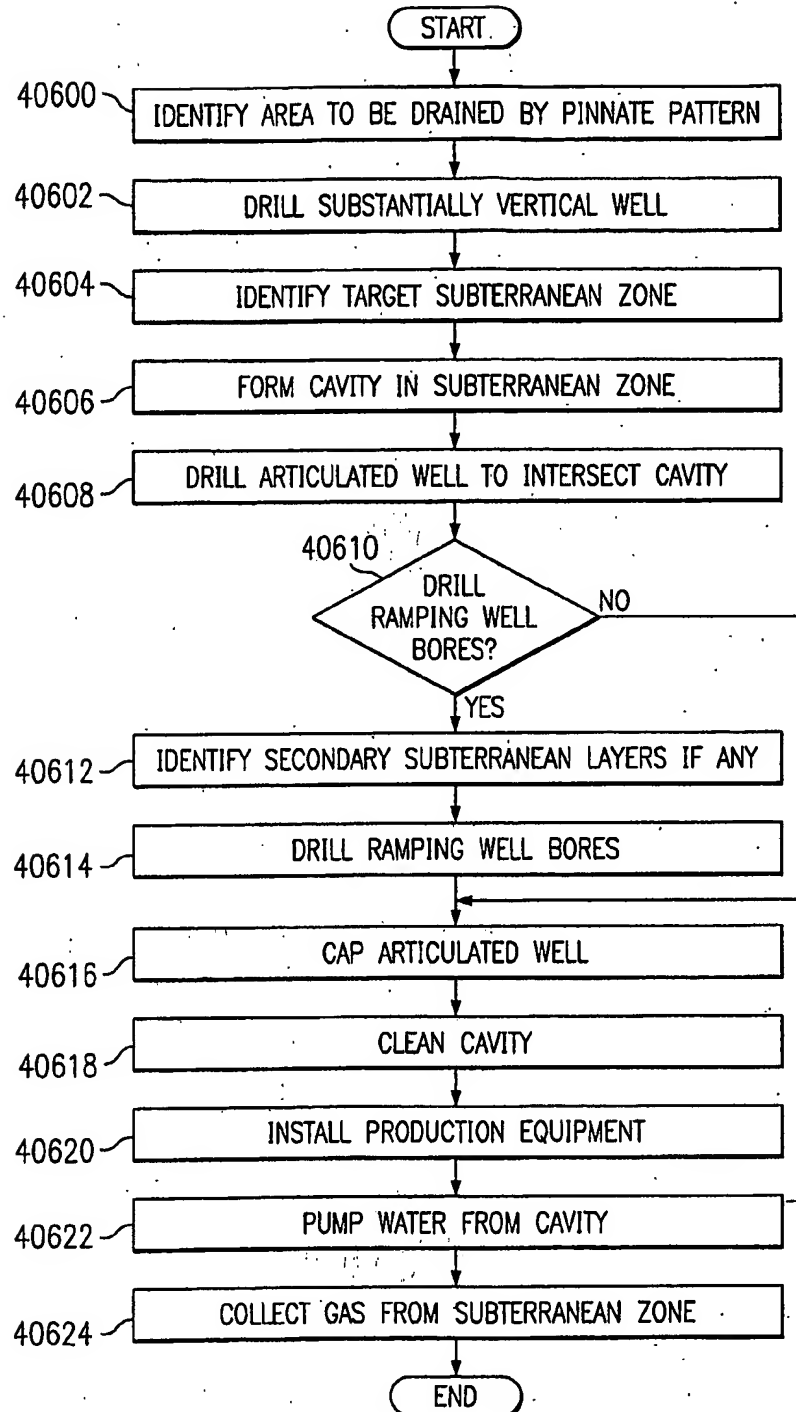 START
40600
IDENTIFY AREA TO BE DRAINED BY PINNATE PATTERN
40602
DRILL SUBSTANTIALLY VERTICAL WELL
40604
IDENTIFY TARGET SUBTERRANEAN ZONE
40606
FORM CAVITY IN SUBTERRANEAN ZONE
40608
DRILL ARTICULATED WELL TO INTERSECT CAVITY
40610
DRILL
RAMPING WELL
BORES?
NO
YES
40612
IDENTIFY SECONDARY SUBTERRANEAN LAYERS IF ANY
40614
DRILL RAMPING WELL BORES
40616
CAP ARTICULATED WELL
40618
CLEAN CAVITY
40620
INSTALL PRODUCTION EQUIPMENT
40622
PUMP WATER FROM CAVITY
40624
COLLECT GAS FROM SUBTERRANEAN ZONE
END